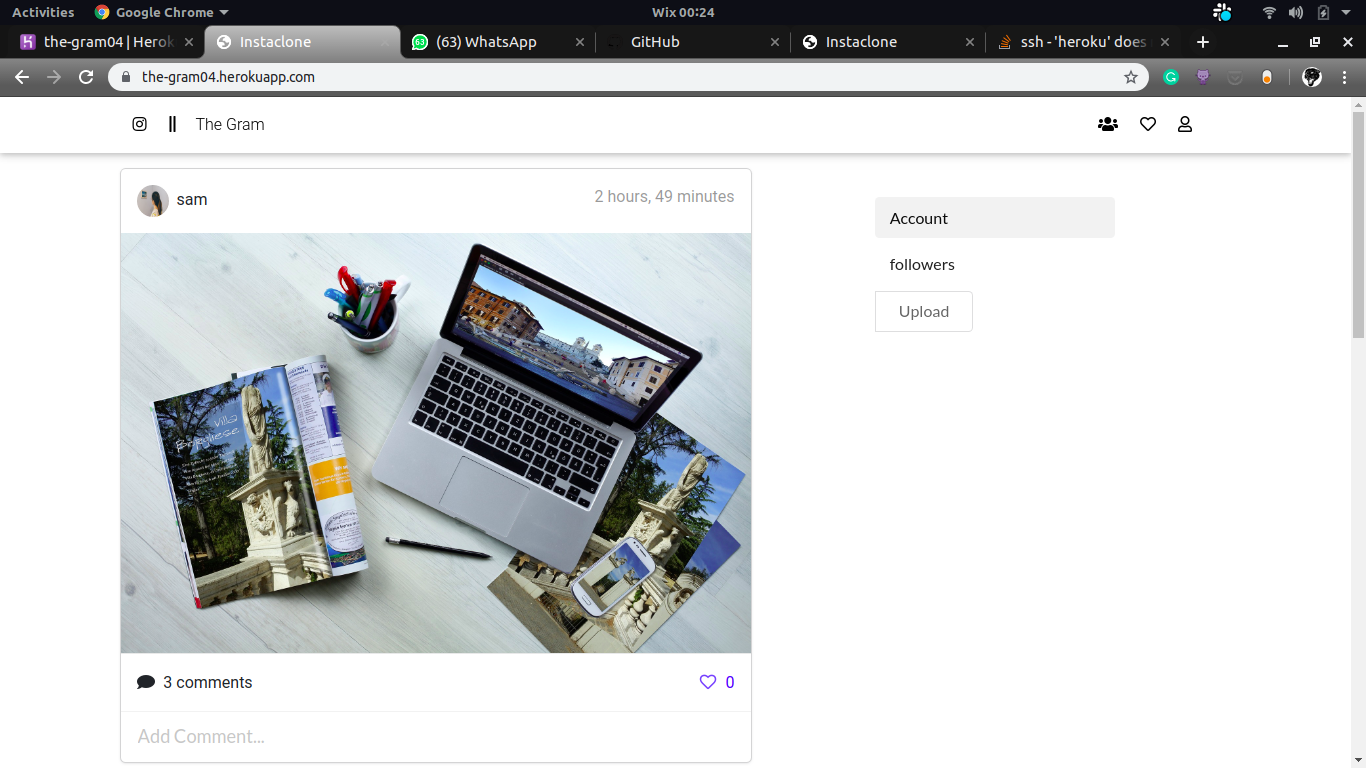 Activities Google Chrome Wix 00:24
the-gram04 | Herok Instaclone 63 (63) WhatsApp GitHub Instaclone ssh - 'heroku' does
the-gram04.herokuapp.com
The Gram
sam 2 hours, 49 minutes
Account
followers
Upload
Villa
Borghese
3 comments 0
Add Comment...